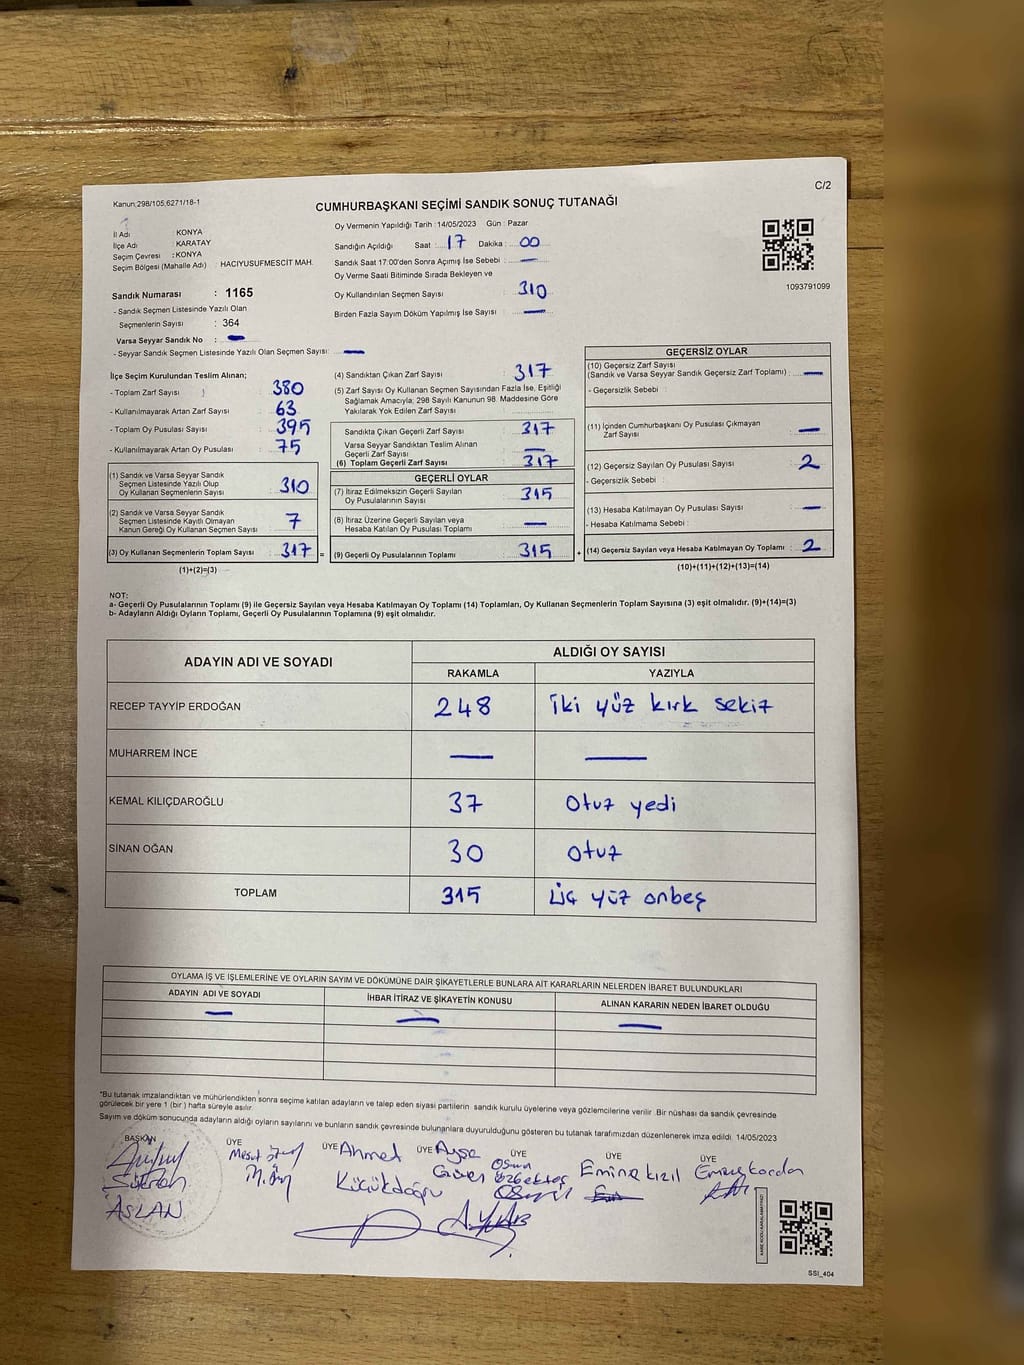 C/2
Kanun;298/105,6271/18-1
CUMHURBAŞKANI SEÇİMİ SANDIK SONUÇ TUTANAĞI
İl Adı : KONYA
İlçe Adı : KARATAY
Seçim Çevresi : KONYA
Seçim Bölgesi (Mahalle Adı) : HACIYUSUFMESCİT MAH.
Sandık Numarası : 1165
- Sandık Seçmen Listesinde Yazılı Olan
Seçmenlerin Sayısı : 364
Varsa Seyyar Sandık No : —
- Seyyar Sandık Seçmen Listesinde Yazılı Olan Seçmen Sayısı: —
Oy Vermenin Yapıldığı Tarih : 14/05/2023 Gün : Pazar
Sandığın Açıldığı Saat : 17 Dakika : 00
Sandık Saat 17:00'den Sonra Açımış İse Sebebi : —
Oy Verme Saati Bitiminde Sırada Bekleyen ve
Oy Kullandırılan Seçmen Sayısı : 310
Birden Fazla Sayım Döküm Yapılmış İse Sayısı : —
1093791099
İlçe Seçim Kurulundan Teslim Alınan;
- Toplam Zarf Sayısı : 380
- Kullanılmayarak Artan Zarf Sayısı : 63
- Toplam Oy Pusulası Sayısı : 395
- Kullanılmayarak Artan Oy Pusulası : 75
(1) Sandık ve Varsa Seyyar Sandık
Seçmen Listesinde Yazılı Olup
Oy Kullanan Seçmenlerin Sayısı : 310
(2) Sandık ve Varsa Seyyar Sandık
Seçmen Listesinde Kayıtlı Olmayan
Kanun Gereği Oy Kullanan Seçmen Sayısı : 7
(3) Oy Kullanan Seçmenlerin Toplam Sayısı : 317 =
(1)+(2)=(3)
(4) Sandıktan Çıkan Zarf Sayısı : 317
(5) Zarf Sayısı Oy Kullanan Seçmen Sayısından Fazla İse, Eşitliği
Sağlamak Amacıyla; 298 Sayılı Kanunun 98. Maddesine Göre
Yakılarak Yok Edilen Zarf Sayısı :
Sandıkta Çıkan Geçerli Zarf Sayısı : 317
Varsa Seyyar Sandıktan Teslim Alınan
Geçerli Zarf Sayısı : —
(6) Toplam Geçerli Zarf Sayısı : 317
GEÇERLİ OYLAR
(7) İtiraz Edilmeksizin Geçerli Sayılan
Oy Pusulalarının Sayısı : 315
(8) İtiraz Üzerine Geçerli Sayılan veya
Hesaba Katılan Oy Pusulası Toplamı : —
(9) Geçerli Oy Pusulalarının Toplamı : 315 +
GEÇERSİZ OYLAR
(10) Geçersiz Zarf Sayısı
(Sandık ve Varsa Seyyar Sandık Geçersiz Zarf Toplamı) : —
- Geçersizlik Sebebi :
(11) İçinden Cumhurbaşkanı Oy Pusulası Çıkmayan
Zarf Sayısı : —
(12) Geçersiz Sayılan Oy Pusulası Sayısı : 2
- Geçersizlik Sebebi :
(13) Hesaba Katılmayan Oy Pusulası Sayısı : —
- Hesaba Katılmama Sebebi :
(14) Geçersiz Sayılan veya Hesaba Katılmayan Oy Toplamı : 2
(10)+(11)+(12)+(13)=(14)
NOT:
a- Geçerli Oy Pusulalarının Toplamı (9) ile Geçersiz Sayılan veya Hesaba Katılmayan Oy Toplamı (14) Toplamları, Oy Kullanan Seçmenlerin Toplam Sayısına (3) eşit olmalıdır. (9)+(14)=(3)
b- Adayların Aldığı Oyların Toplamı, Geçerli Oy Pusulalarının Toplamına (9) eşit olmalıdır.
ADAYIN ADI VE SOYADI ALDIĞI OY SAYISI
RAKAMLA YAZIYLA
RECEP TAYYİP ERDOĞAN 248 iki yüz kırk sekiz
MUHARREM İNCE — —
KEMAL KILIÇDAROĞLU 37 otuz yedi
SİNAN OĞAN 30 otuz
TOPLAM 315 üç yüz onbeş
OYLAMA İŞ VE İŞLEMLERİNE VE OYLARIN SAYIM VE DÖKÜMÜNE DAİR ŞİKAYETLERLE BUNLARA AİT KARARLARIN NELERDEN İBARET BULUNDUKLARI
ADAYIN ADI VE SOYADI İHBAR İTİRAZ VE ŞİKAYETİN KONUSU ALINAN KARARIN NEDEN İBARET OLDUĞU
— — —
*Bu tutanak imzalandıktan ve mühürlendikten sonra seçime katılan adayların ve talep eden siyasi partilerin sandık kurulu üyelerine veya gözlemcilerine verilir. Bir nüshası da sandık çevresinde
görülecek bir yere 1 (bir) hafta süreyle asılır.
Sayım ve döküm sonucunda adayların aldığı oyların sayılarını ve bunların sandık çevresinde bulunanlara duyurulduğunu gösteren bu tutanak tarafımızdan düzenlenerek imza edildi. 14/05/2023
BAŞKAN ÜYE ÜYE ÜYE ÜYE ÜYE ÜYE
ASLAN
Mesut
Ahmed
Küçükdoğru
Ayşe
Emine Kızıl
SSI_404